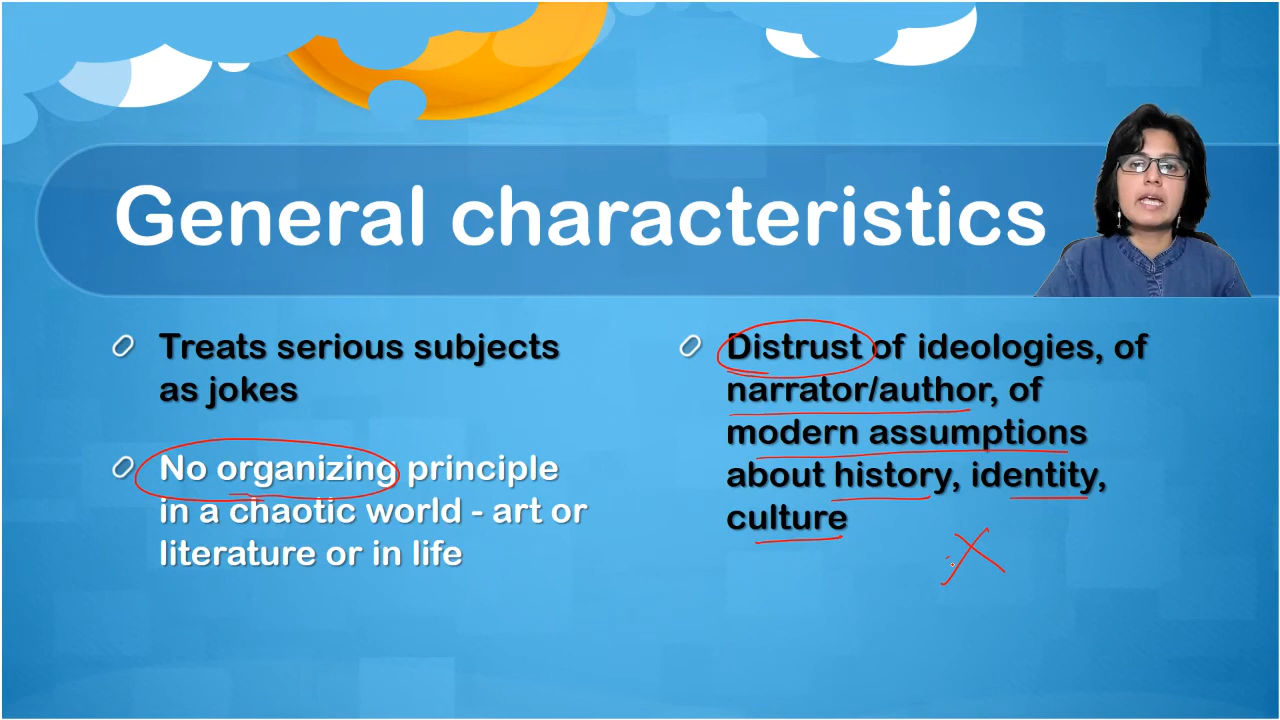 General characteristics
Treats serious subjects
as jokes
No organizing principle
in a chaotic world - art or
literature or in life
Distrust of ideologies, of
narrator/author, of
modern assumptions
about history, identity,
culture